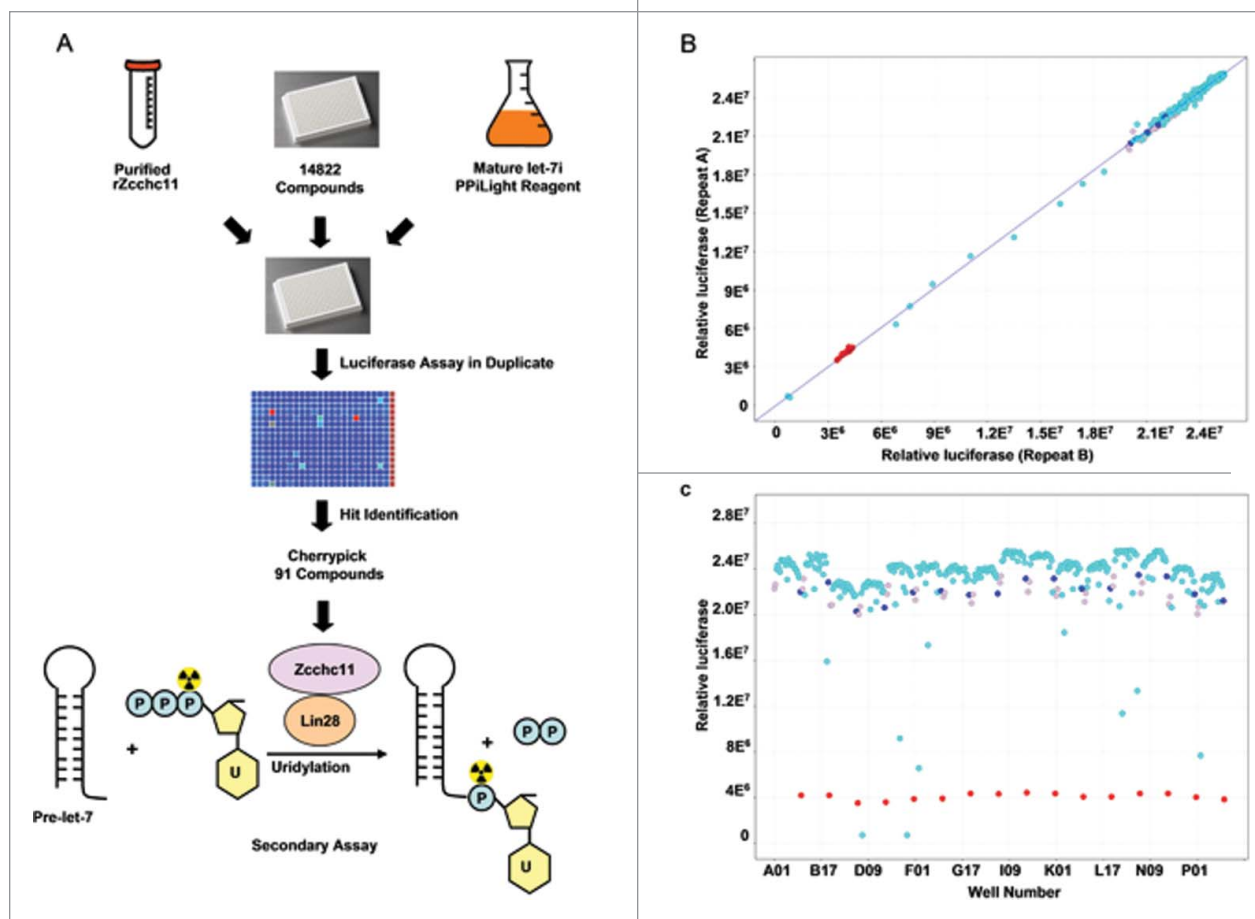 A
Purified
rZcchc11
14822
Compounds
Mature let-7i
PPiLight Reagent
Luciferase Assay in Duplicate
Hit Identification
Cherrypick
91 Compounds
Zcchc11
Lin28
P P P
U
+
Uridylation
+
P P
P
U
Pre-let-7
Secondary Assay
B
Relative luciferase (Repeat A)
2.4E⁷
2.1E⁷
1.8E⁷
1.5E⁷
1.2E⁷
9E⁶
6E⁶
3E⁶
0
0 3E⁶ 6E⁶ 9E⁶ 1.2E⁷ 1.5E⁷ 1.8E⁷ 2.1E⁷ 2.4E⁷
Relative luciferase (Repeat B)
c
Relative luciferase
2.8E⁷
2.4E⁷
2.0E⁷
1.6E⁷
1.2E⁷
8E⁶
4E⁶
0
A01 B17 D09 F01 G17 I09 K01 L17 N09 P01
Well Number